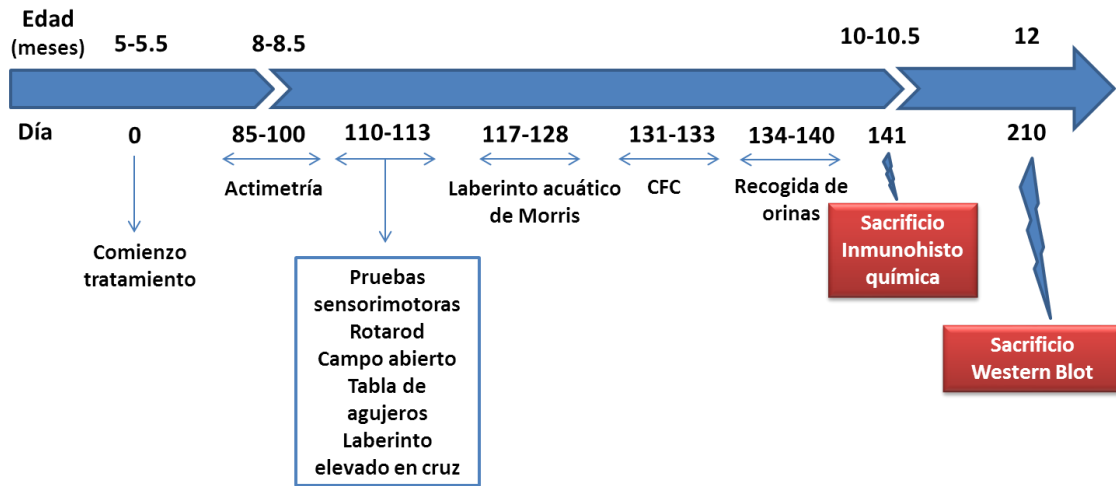 Edad
(meses)
5-5.5
8-8.5
10-10.5
12
Día
0
85-100
110-113
117-128
131-133
134-140
141
210
Actimetría
Laberinto acuático
de Morris
CFC
Recogida de
orinas
Comienzo
tratamiento
Pruebas
sensorimotoras
Rotarod
Campo abierto
Tabla de
agujeros
Laberinto
elevado en cruz
Sacrificio
Inmunohisto
química
Sacrificio
Western Blot